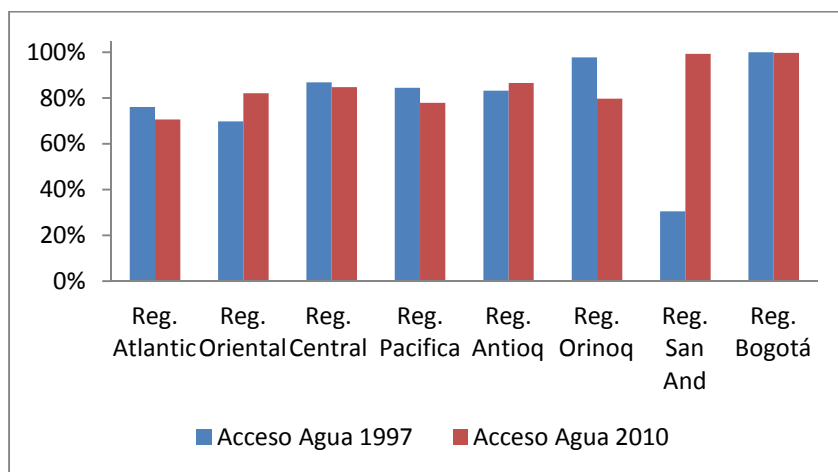 100%
80%
60%
40%
20%
0%
Reg. Atlantic
Reg. Oriental
Reg. Central
Reg. Pacifica
Reg. Antioq
Reg. Orinoq
Reg. San And
Reg. Bogotá
Acceso Agua 1997
Acceso Agua 2010